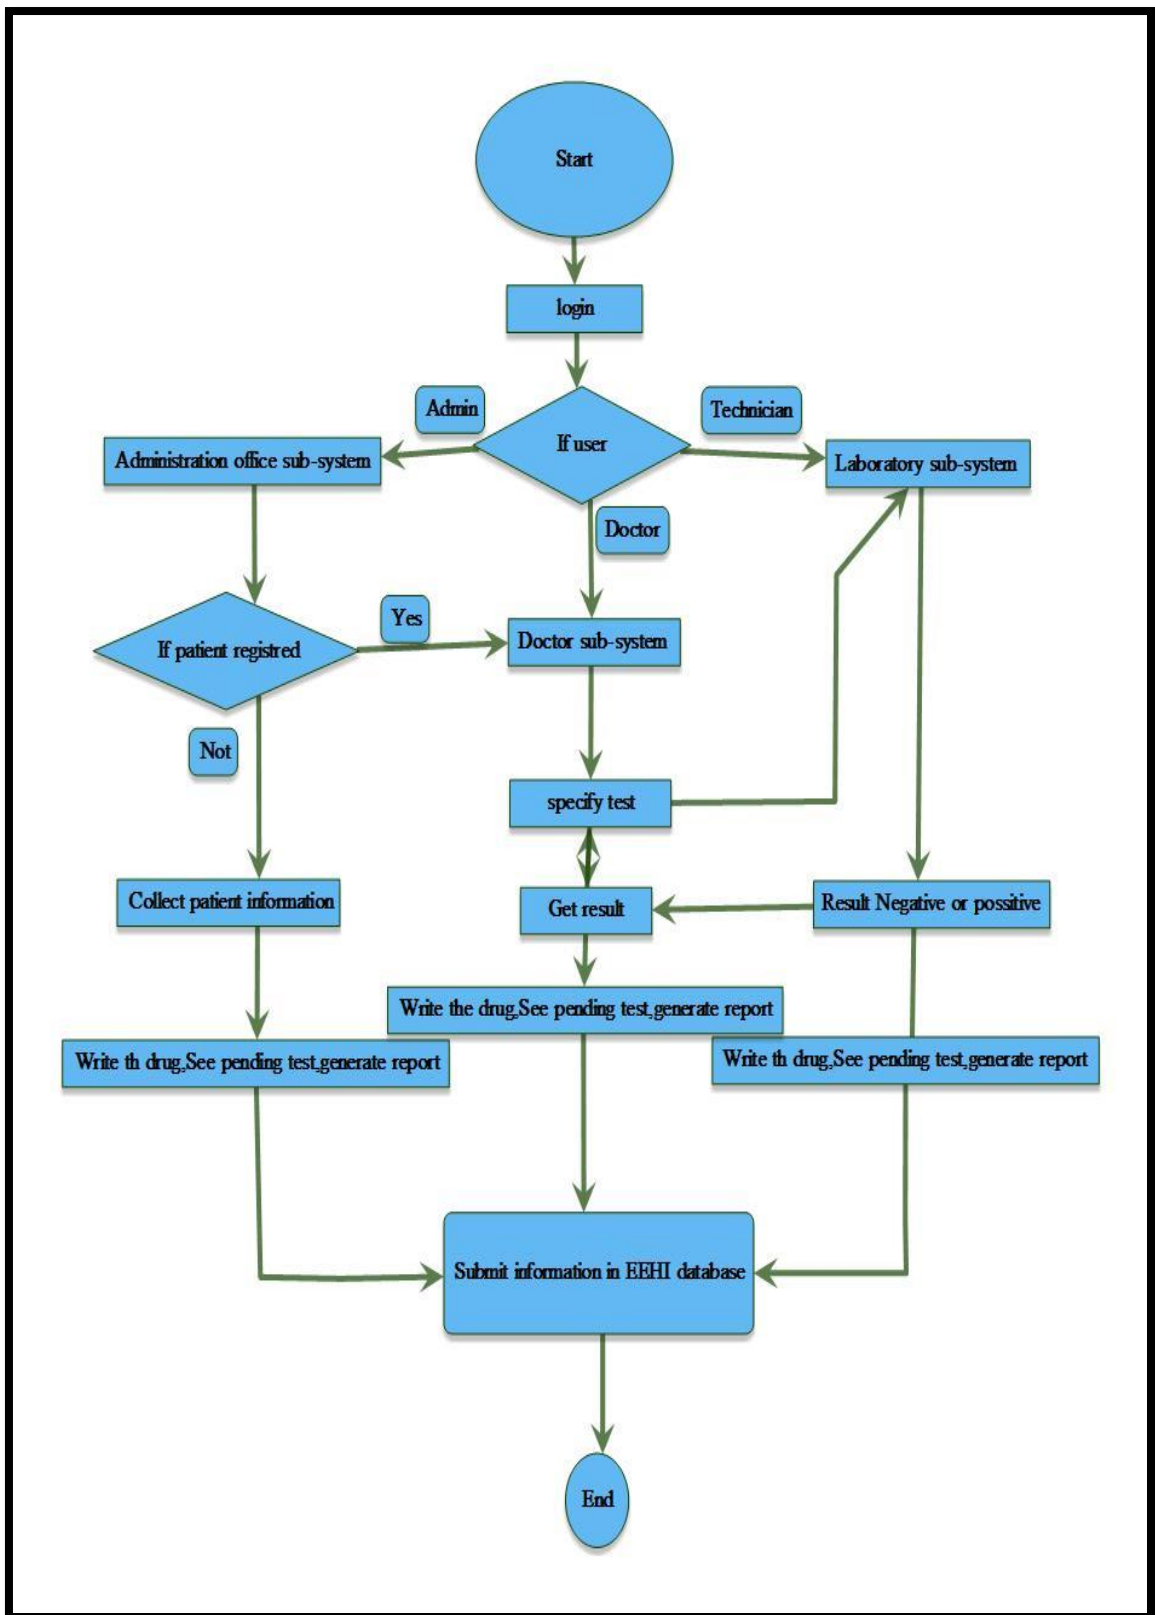 Start
login
Admin
Technician
If user
Administration office sub-system
Laboratory sub-system
Doctor
Yes
If patient registred
Doctor sub-system
Not
specify test
Collect patient information
Get result
Result Negative or possitive
Write the drug,See pending test,generate report
Write th drug,See pending test,generate report
Write th drug,See pending test,generate report
Submit information in EEHI database
End